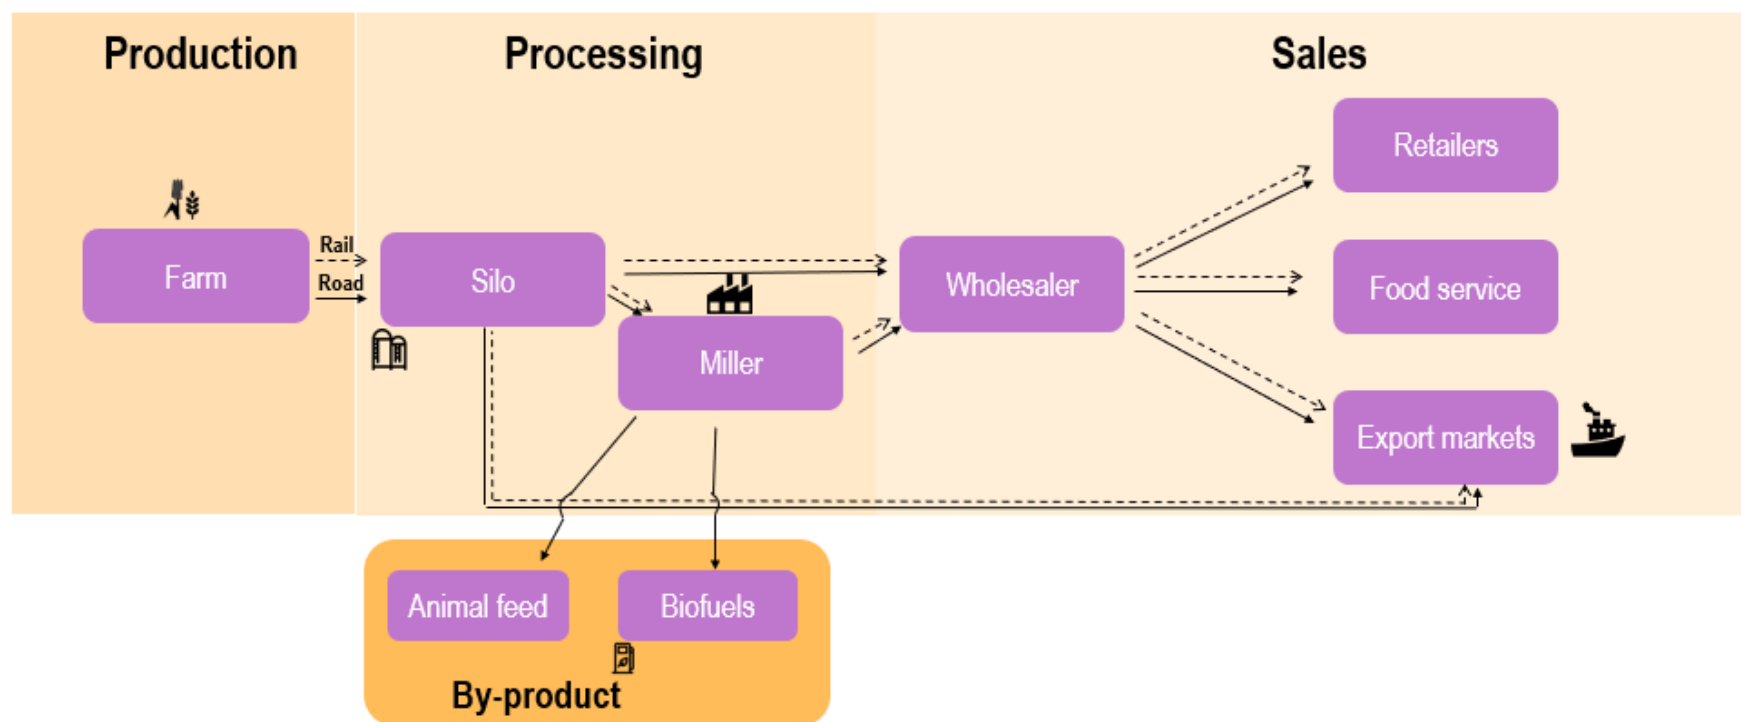 Production
Processing
Sales
Retailers
Rail
Road
Farm
Silo
Wholesaler
Food service
Miller
Export markets
Animal feed
Biofuels
By-product